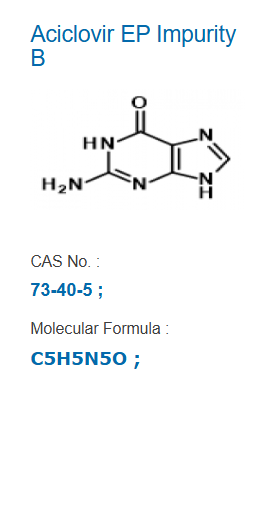 Aciclovir EP Impurity
B
O
HN
N
H₂N
N
N
H
CAS No. :
73-40-5 ;
Molecular Formula :
C5H5N5O ;